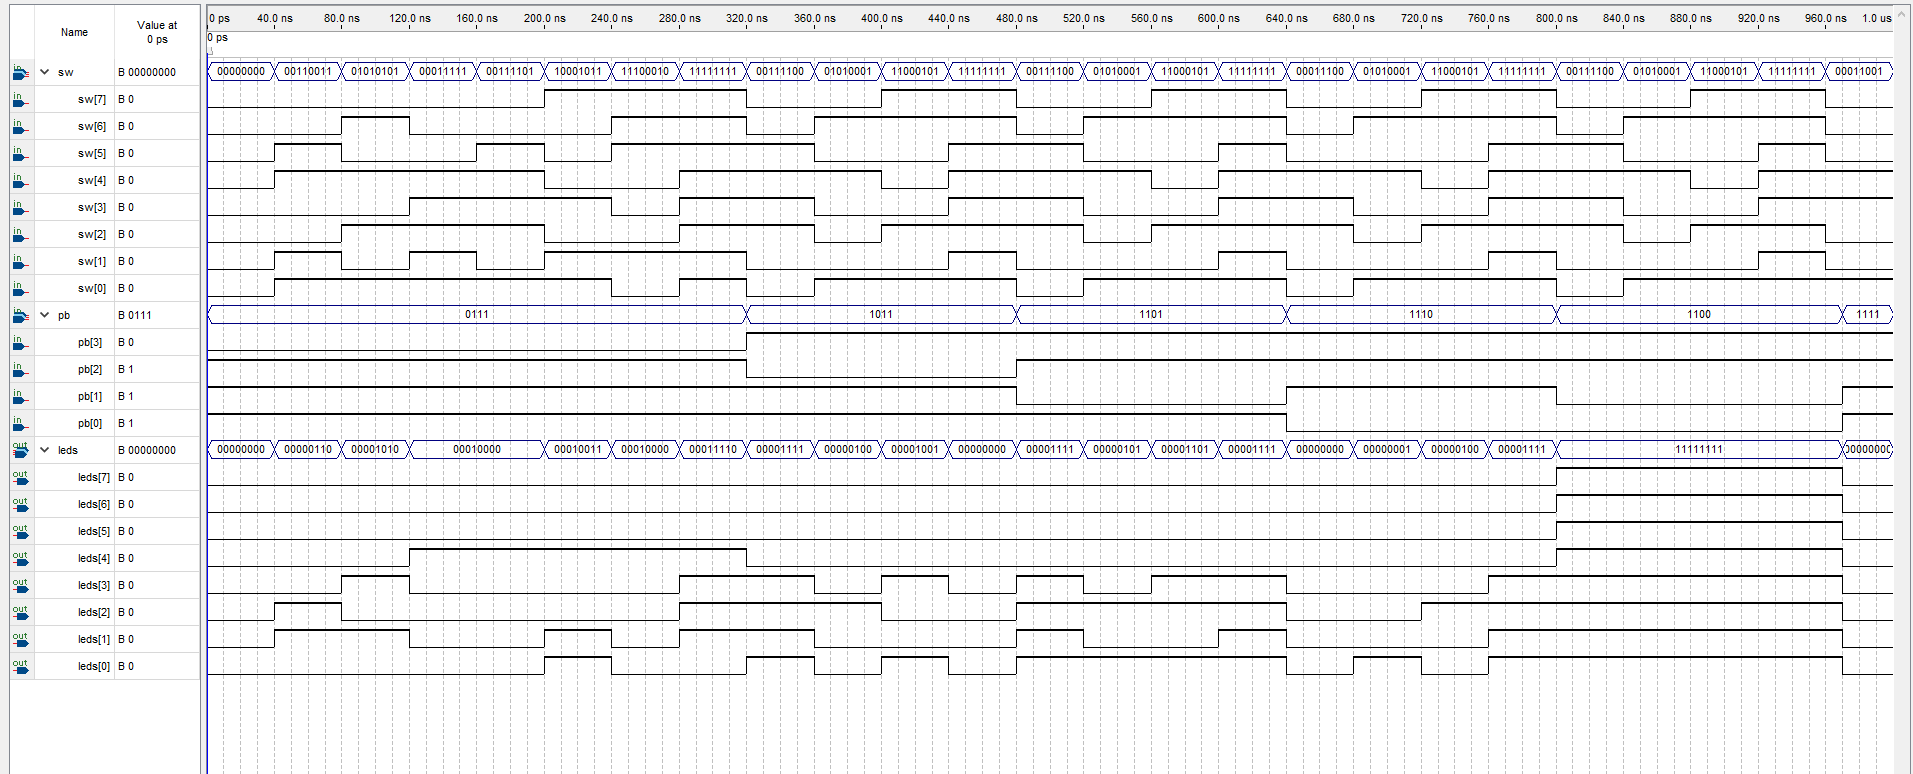 Name Value at 0 ps
0 ps 40.0 ns 80.0 ns 120.0 ns 160.0 ns 200.0 ns 240.0 ns 280.0 ns 320.0 ns 360.0 ns 400.0 ns 440.0 ns 480.0 ns 520.0 ns 560.0 ns 600.0 ns 640.0 ns 680.0 ns 720.0 ns 760.0 ns 800.0 ns 840.0 ns 880.0 ns 920.0 ns 960.0 ns 1.0 us
0 ps
in sw B 00000000 00000000 00110011 01010101 00011111 00111101 10001011 11100010 11111111 00111100 01010001 11000101 11111111 00111100 01010001 11000101 11111111 00011100 01010001 11000101 11111111 00111100 01010001 11000101 11111111 00011001
in sw[7] B 0
in sw[6] B 0
in sw[5] B 0
in sw[4] B 0
in sw[3] B 0
in sw[2] B 0
in sw[1] B 0
in sw[0] B 0
in pb B 0111 0111 1011 1101 1110 1100 1111
in pb[3] B 0
in pb[2] B 1
in pb[1] B 1
in pb[0] B 1
out leds B 00000000 00000000 00000110 00001010 00010000 00010011 00010000 00011110 00001111 00000100 00001001 00000000 00001111 00000101 00001101 00001111 00000000 00000001 00000100 00001111 11111111 00000000
out leds[7] B 0
out leds[6] B 0
out leds[5] B 0
out leds[4] B 0
out leds[3] B 0
out leds[2] B 0
out leds[1] B 0
out leds[0] B 0